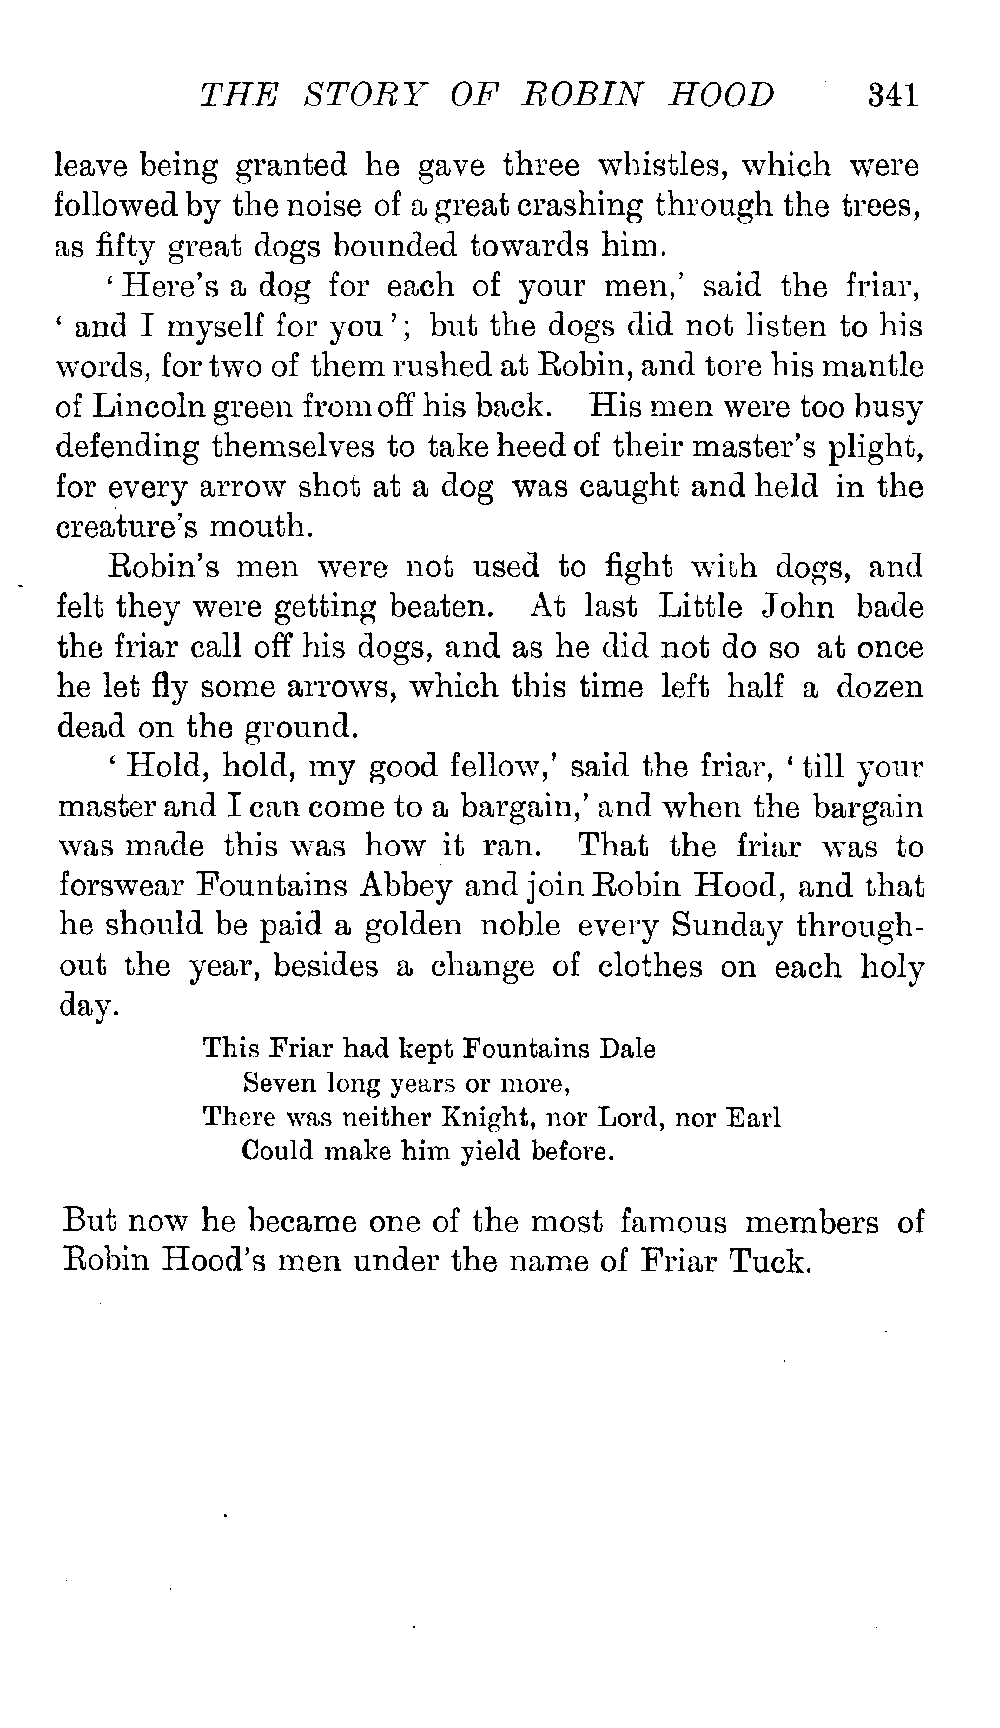 THE STORY OF ROBIN HOOD 341
leave being granted he gave three whistles, which were
followed by the noise of a great crashing through the trees,
as fifty great dogs bounded towards him.
‘ Here’s a dog for each of your men,’ said the friar,
‘ and I myself for you ’; but the dogs did not listen to his
words, for two of them rushed at Robin, and tore his mantle
of Lincoln green from off his back. His men were too busy
defending themselves to take heed of their master’s plight,
for every arrow shot at a dog was caught and held in the
creature’s mouth.
Robin’s men were not used to fight with dogs, and
felt they were getting beaten. At last Little John bade
the friar call off his dogs, and as he did not do so at once
he let fly some arrows, which this time left half a dozen
dead on the ground.
‘ Hold, hold, my good fellow,’ said the friar, ‘ till your
master and I can come to a bargain,’ and when the bargain
was made this was how it ran. That the friar was to
forswear Fountains Abbey and join Robin Hood, and that
he should be paid a golden noble every Sunday through-
out the year, besides a change of clothes on each holy
day.
This Friar had kept Fountains Dale
Seven long years or more,
There was neither Knight, nor Lord, nor Earl
Could make him yield before.
But now he became one of the most famous members of
Robin Hood’s men under the name of Friar Tuck.